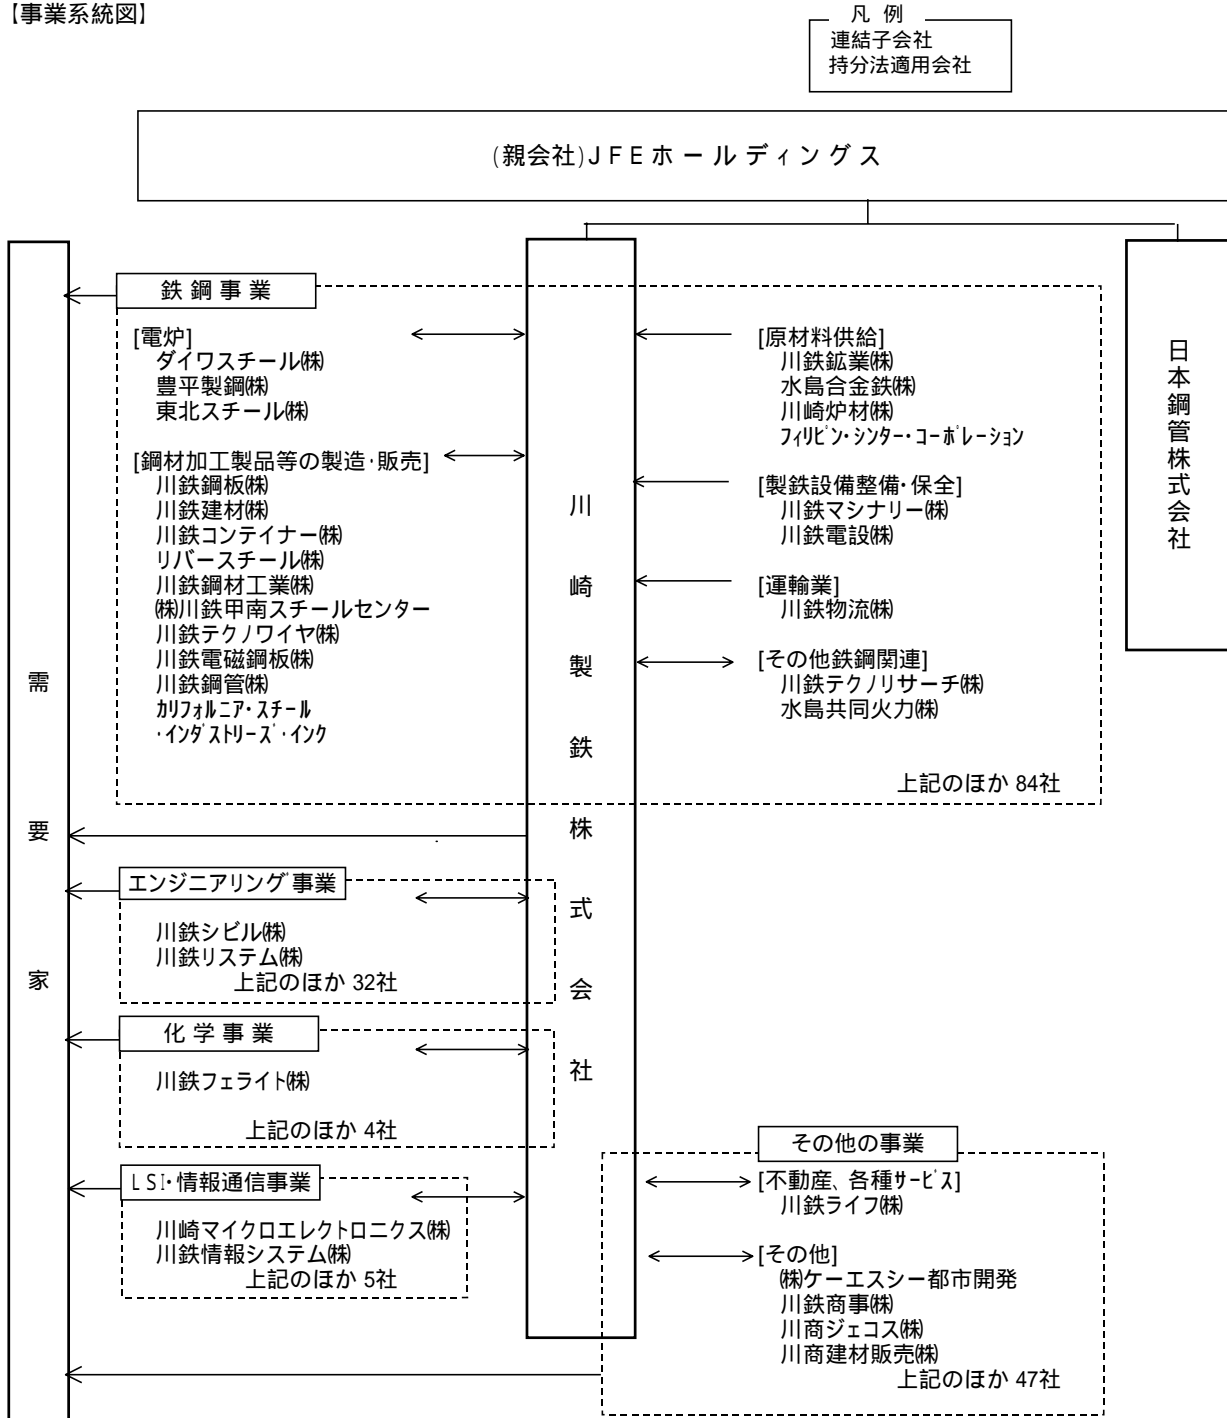 【事業系統図】
凡 例
連結子会社
持分法適用会社
(親会社)JFEホールディングス
需要家
川崎製鉄株式会社
日本鋼管株式会社
鉄鋼事業
[電炉]
ダイワスチール㈱
豊平製鋼㈱
東北スチール㈱
[鋼材加工製品等の製造・販売]
川鉄鋼板㈱
川鉄建材㈱
川鉄コンテイナー㈱
リバースチール㈱
川鉄鋼材工業㈱
㈱川鉄甲南スチールセンター
川鉄テクノワイヤ㈱
川鉄電磁鋼板㈱
川鉄鋼管㈱
カリフォルニア・スチール
・インダストリーズ・インク
[原材料供給]
川鉄鉱業㈱
水島合金鉄㈱
川崎炉材㈱
フィリピン・シンター・コーポレーション
[製鉄設備整備・保全]
川鉄マシナリー㈱
川鉄電設㈱
[運輸業]
川鉄物流㈱
[その他鉄鋼関連]
川鉄テクノリサーチ㈱
水島共同火力㈱
上記のほか 84社
エンジニアリング事業
川鉄シビル㈱
川鉄リステム㈱
上記のほか 32社
化学事業
川鉄フェライト㈱
上記のほか 4社
LSI・情報通信事業
川崎マイクロエレクトロニクス㈱
川鉄情報システム㈱
上記のほか 5社
その他の事業
[不動産、各種サービス]
川鉄ライフ㈱
[その他]
㈱ケーエスシー都市開発
川鉄商事㈱
川商ジェコス㈱
川商建材販売㈱
上記のほか 47社